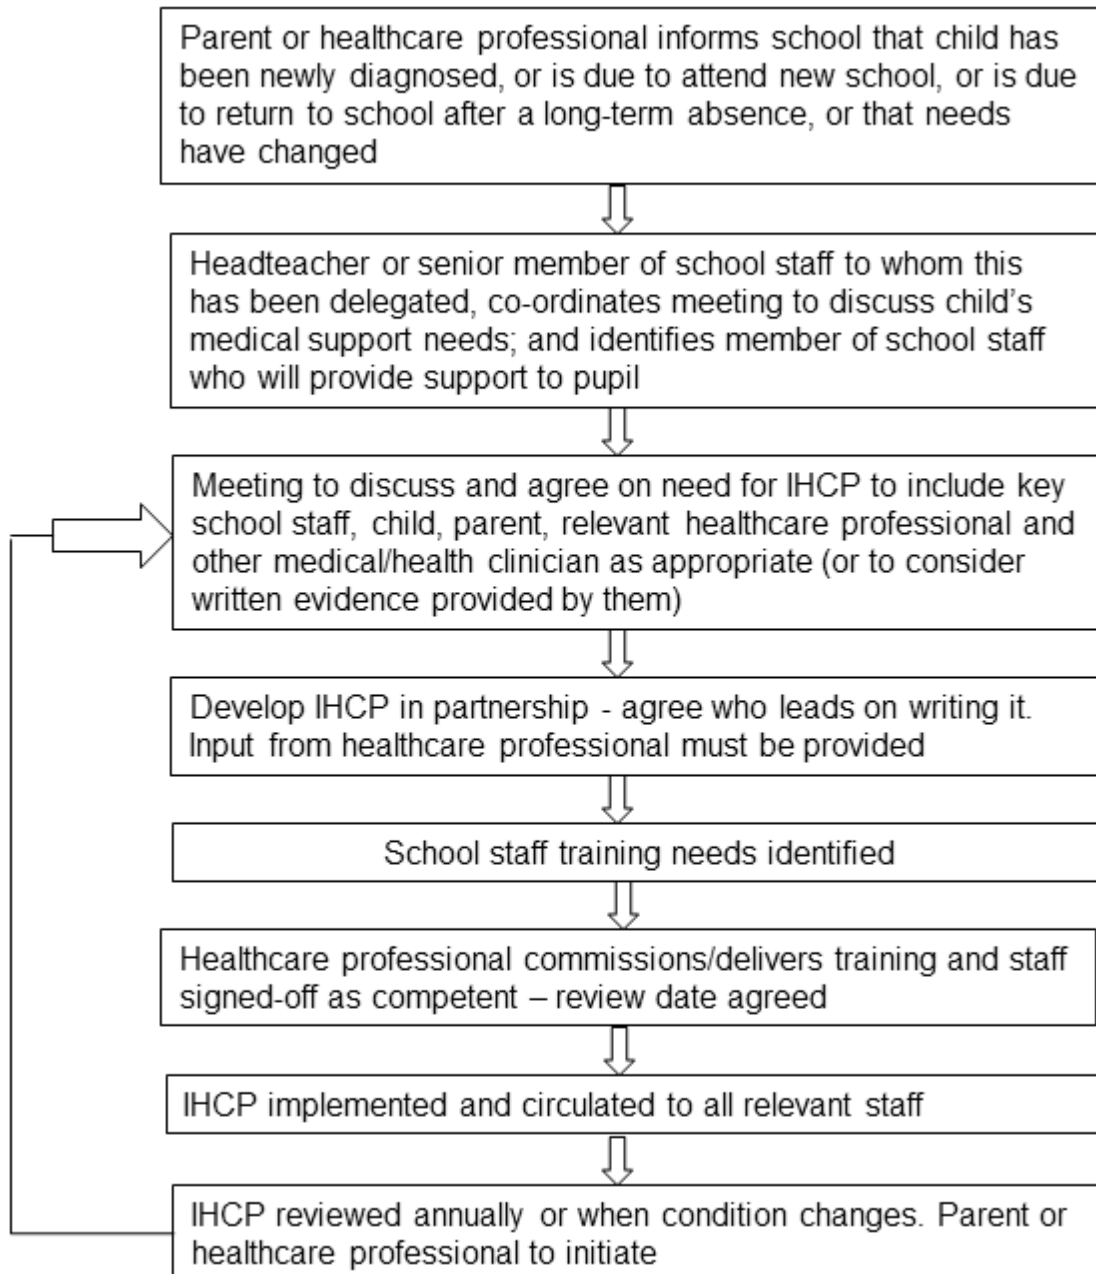 Parent or healthcare professional informs school that child has
been newly diagnosed, or is due to attend new school, or is due
to return to school after a long-term absence, or that needs
have changed
Headteacher or senior member of school staff to whom this
has been delegated, co-ordinates meeting to discuss child's
medical support needs; and identifies member of school staff
who will provide support to pupil
Meeting to discuss and agree on need for IHCP to include key
school staff, child, parent, relevant healthcare professional and
other medical/health clinician as appropriate (or to consider
written evidence provided by them)
Develop IHCP in partnership - agree who leads on writing it.
Input from healthcare professional must be provided
School staff training needs identified
Healthcare professional commissions/delivers training and staff
signed-off as competent – review date agreed
IHCP implemented and circulated to all relevant staff
IHCP reviewed annually or when condition changes. Parent or
healthcare professional to initiate